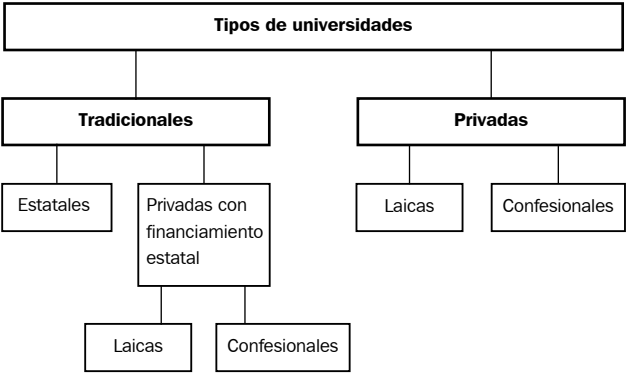 Tipos de universidades
Tradicionales
Privadas
Estatales
Privadas con
financiamiento
estatal
Laicas
Confesionales
Laicas
Confesionales